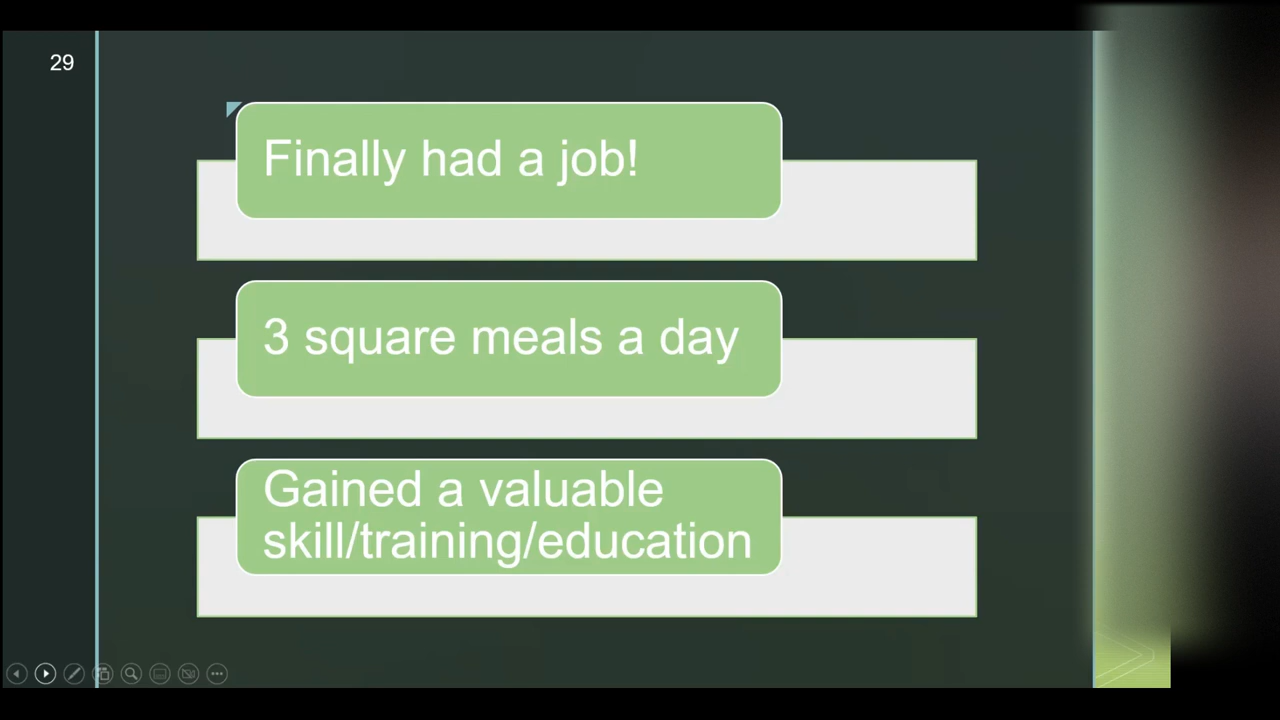 29
Finally had a job!
3 square meals a day
Gained a valuable
skill/training/education